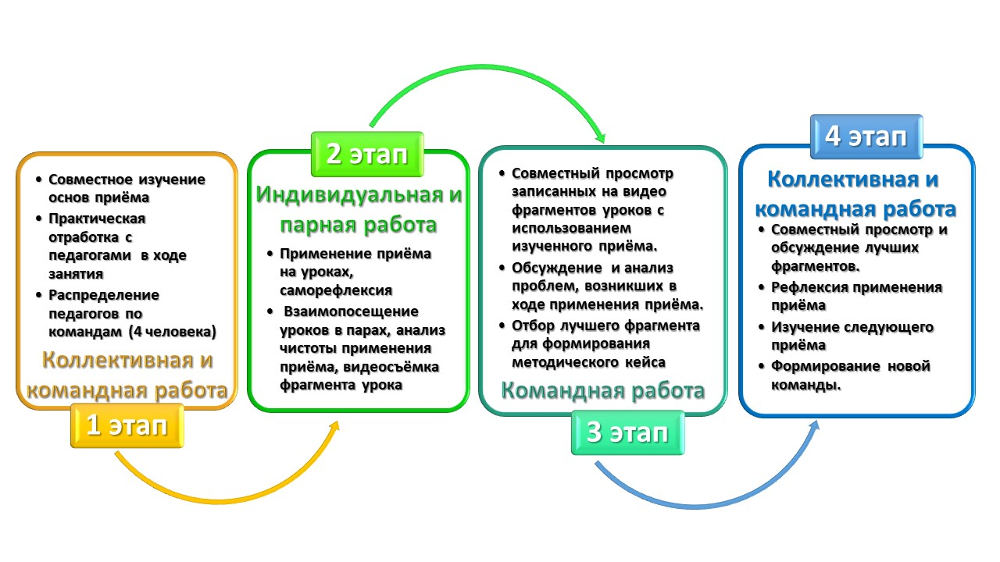 • Совместное изучение
основ приёма
• Практическая
отработка с
педагогами в ходе
занятия
• Распределение
педагогов по
командам (4 человека)
Коллективная и
командная работа
1 этап
2 этап
Индивидуальная и
парная работа
• Применение приёма
на уроках,
саморефлексия
• Взаимопосещение
уроков в парах, анализ
чистоты применения
приёма, видеосъёмка
фрагмента урока
• Совместный просмотр
записанных на видео
фрагментов уроков с
использованием
изученного приёма.
• Обсуждение и анализ
проблем, возникших в
ходе применения приёма.
• Отбор лучшего фрагмента
для формирования
методического кейса
Командная работа
3 этап
4 этап
Коллективная и
командная работа
• Совместный просмотр и
обсуждение лучших
фрагментов.
• Рефлексия применения
приёма
• Изучение следующего
приёма
• Формирование новой
команды.